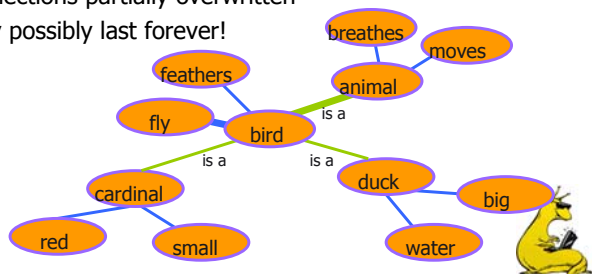 ections partially overwritten
possibly last forever!
breathes
moves
feathers
animal
is a
fly
bird
is a
is a
cardinal
duck
big
red
small
water